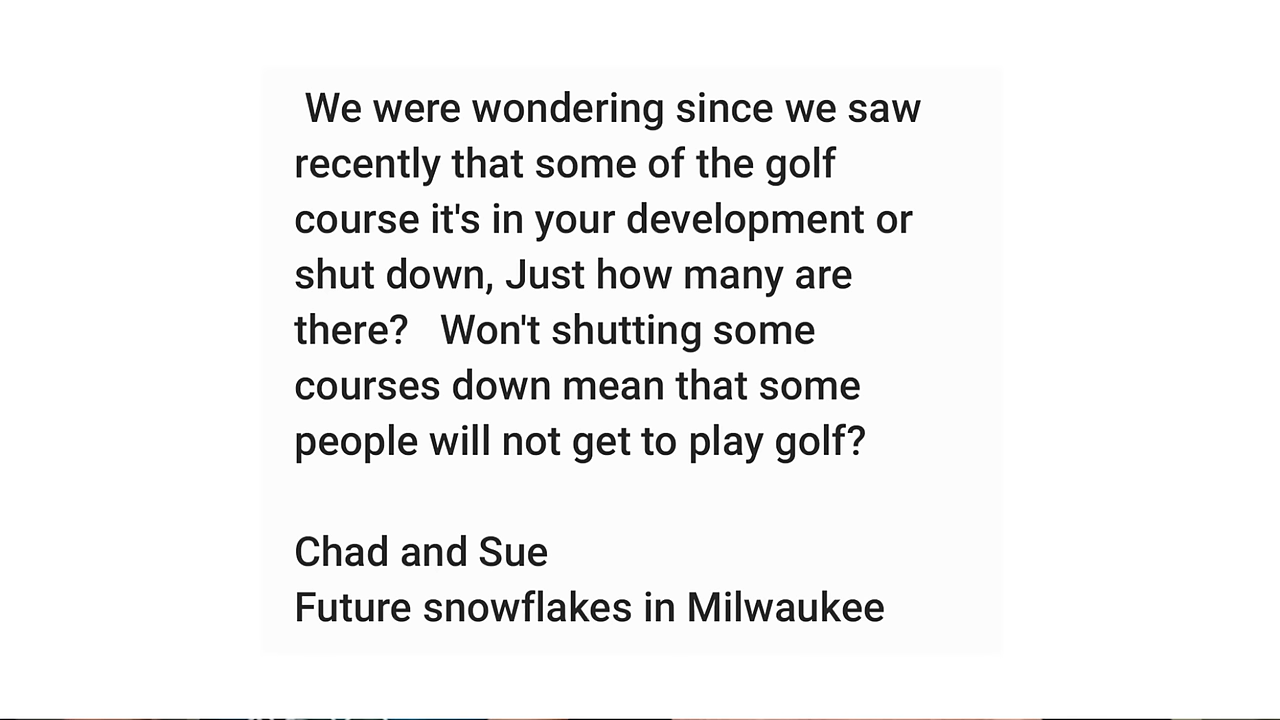 We were wondering since we saw
recently that some of the golf
course it's in your development or
shut down, Just how many are
there?   Won't shutting some
courses down mean that some
people will not get to play golf?
Chad and Sue
Future snowflakes in Milwaukee